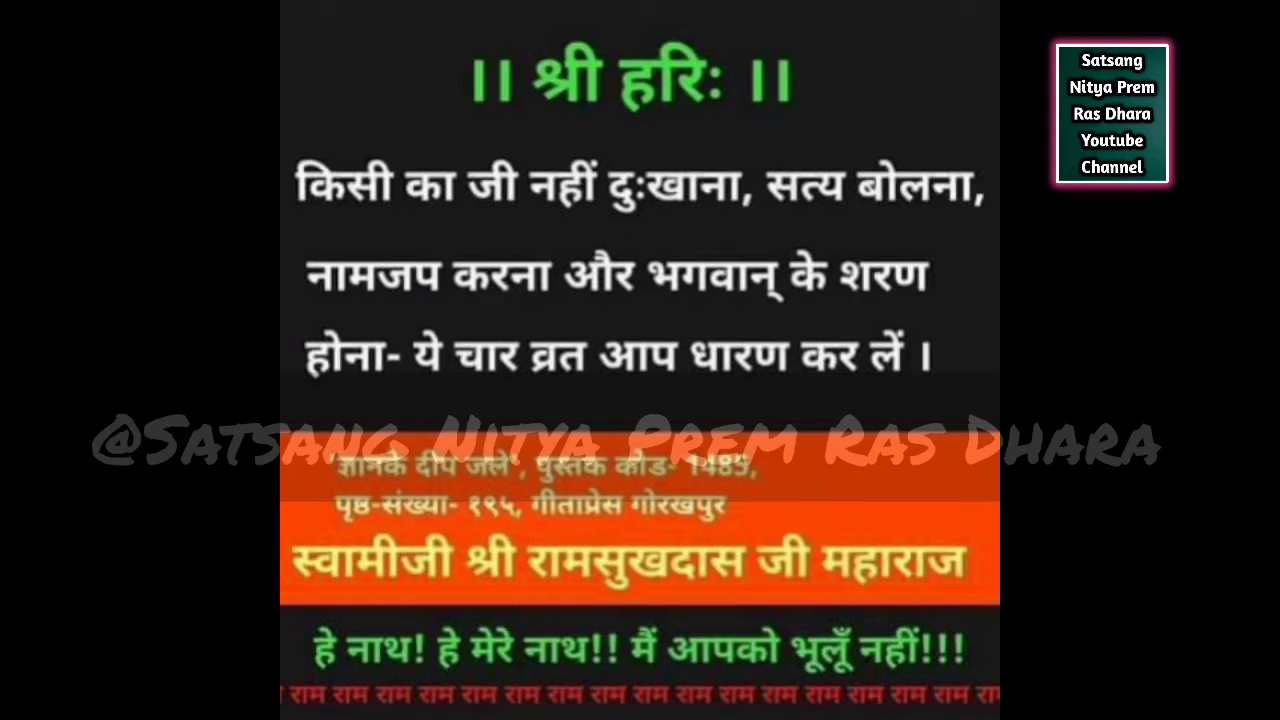 ।। श्री हरिः ।।
किसी का जी नहीं दुःखाना, सत्य बोलना,
नामजप करना और भगवान् के शरण
होना- ये चार व्रत आप धारण कर लें ।
@Satsang Nitya Prem Ras Dhara
'ज्ञानके दीप जले', पुस्तक कोड- 1485,
पृष्ठ-संख्या- १९५, गीताप्रेस गोरखपुर
स्वामीजी श्री रामसुखदास जी महाराज
हे नाथ! हे मेरे नाथ!! मैं आपको भूलूँ नहीं!!!
राम राम राम राम राम राम राम राम राम राम राम राम राम राम राम राम
Satsang
Nitya Prem
Ras Dhara
Youtube
Channel